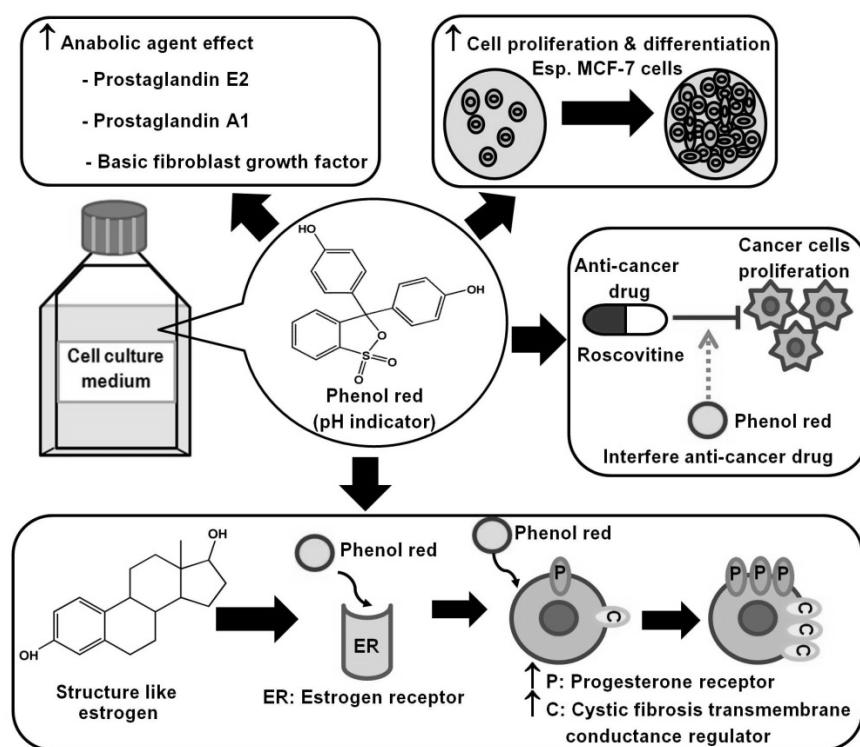 ↑ Anabolic agent effect
- Prostaglandin E2
- Prostaglandin A1
- Basic fibroblast growth factor
↑ Cell proliferation & differentiation
Esp. MCF-7 cells
Cell culture
medium
HO
OH
O
S
O
O
Phenol red
(pH indicator)
Anti-cancer
drug
Roscovitine
Cancer cells
proliferation
Phenol red
Interfere anti-cancer drug
OH
HO
Structure like
estrogen
Phenol red
ER
ER: Estrogen receptor
Phenol red
P
C
P P P
C
C
C
↑ P: Progesterone receptor
↑ C: Cystic fibrosis transmembrane
conductance regulator